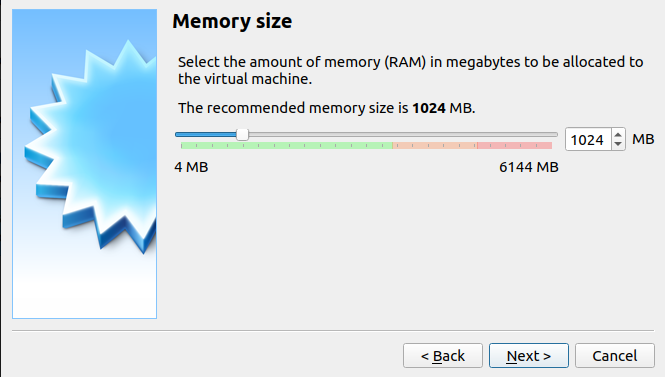 Memory size
Select the amount of memory (RAM) in megabytes to be allocated to
the virtual machine.
The recommended memory size is 1024 MB.
1024 MB
4 MB 6144 MB
< Back Next > Cancel